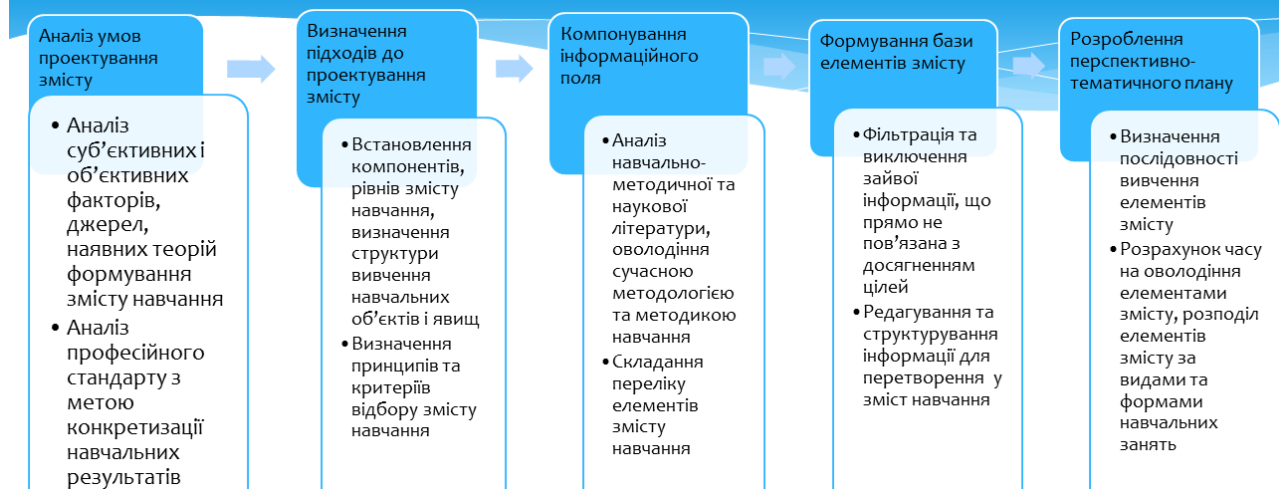 Аналіз умов
проектування
змісту
• Аналіз
суб’єктивних і
об’єктивних
факторів,
джерел,
наявних теорій
формування
змісту навчання
• Аналіз
професійного
стандарту з
метою
конкретизації
навчальних
результатів
Визначення
підходів до
проектування
змісту
•Встановлення
компонентів,
рівнів змісту
навчання,
визначення
структури
вивчення
навчальних
об’єктів і явищ
•Визначення
принципів та
критеріїв
відбору змісту
навчання
Компонування
інформаційного
поля
•Аналіз
навчально-
методичної та
наукової
літератури,
оволодіння
сучасною
методологією
та методикою
навчання
•Складання
переліку
елементів
змісту
навчання
Формування бази
елементів змісту
•Фільтрація та
виключення
зайвої
інформації, що
прямо не
пов’язана з
досягненням
цілей
•Редагування та
структурування
інформації для
перетворення у
зміст навчання
Розроблення
перспективно-
тематичного плану
•Визначення
послідовності
вивчення
елементів
змісту
•Розрахунок часу
на оволодіння
елементами
змісту, розподіл
елементів
змісту за
видами та
формами
навчальних
занять